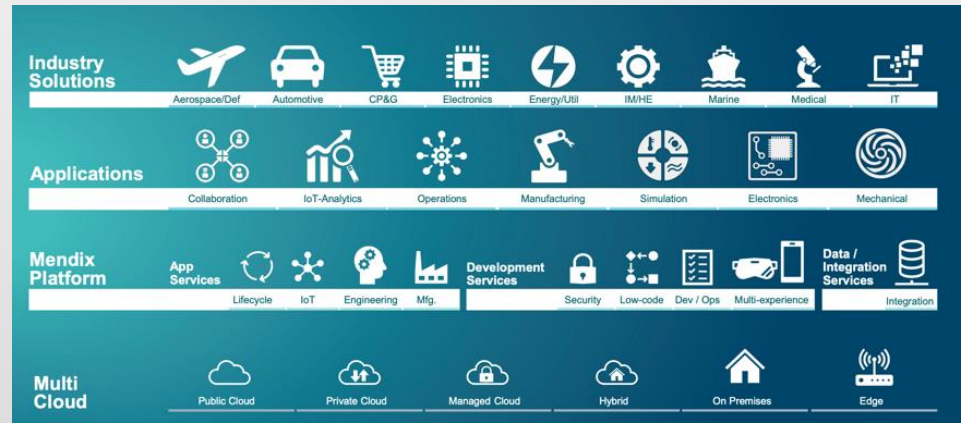 Industry
Solutions
Aerospace/Def Automotive CP&G Electronics Energy/Util IM/HE Marine Medical IT
Applications
Collaboration IoT-Analytics Operations Manufacturing Simulation Electronics Mechanical
Mendix
Platform
App
Services
Lifecycle IoT Engineering Mfg.
Development
Services
Security Low-code Dev / Ops Multi-experience
Data /
Integration
Services
Integration
Multi
Cloud
Public Cloud Private Cloud Managed Cloud Hybrid On Premises Edge